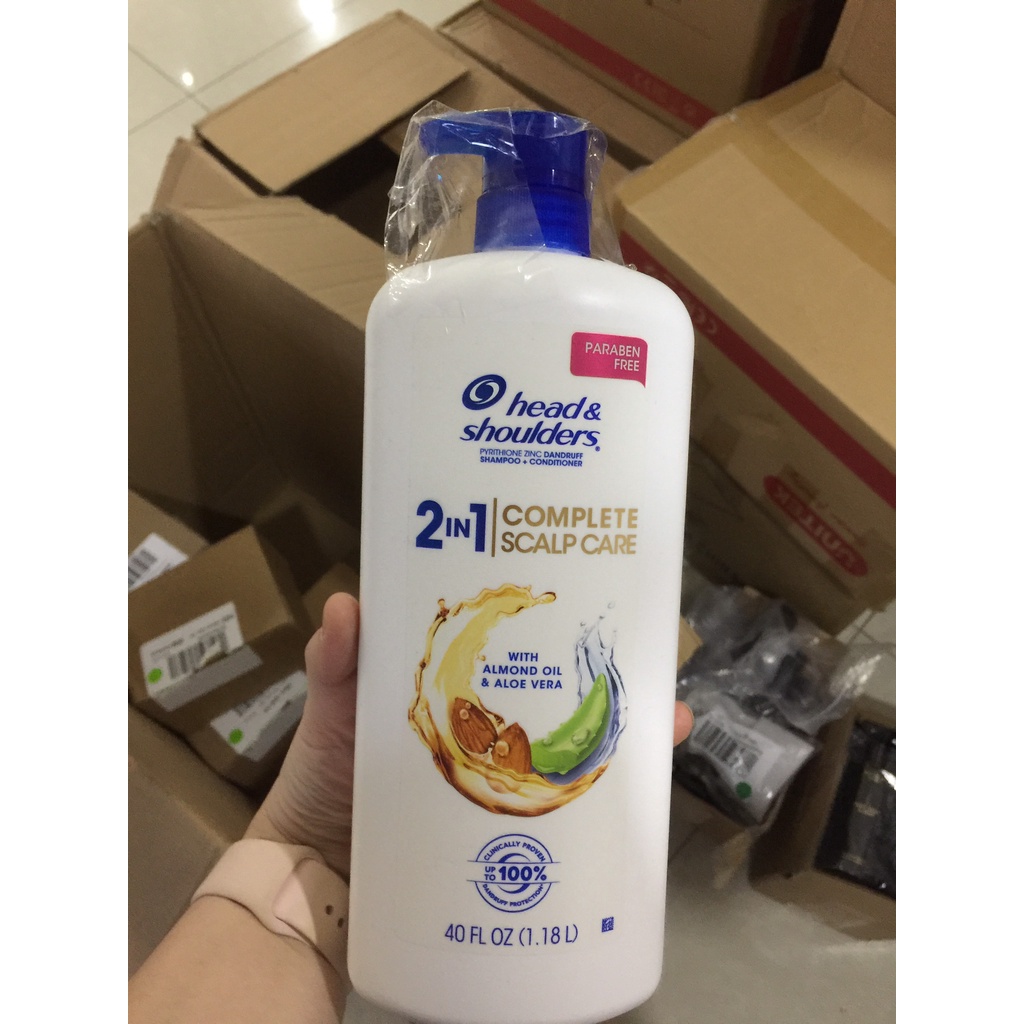 PARABEN
FREE
head &
shoulders®
PYRITHIONE ZINC DANDRUFF
SHAMPOO + CONDITIONER
2IN1
COMPLETE
SCALP CARE
WITH
ALMOND OIL
& ALOE VERA
CLINICALLY PROVEN
UP TO 100%
DANDRUFF PROTECTION
40 FL OZ (1.18 L)
UNITEK